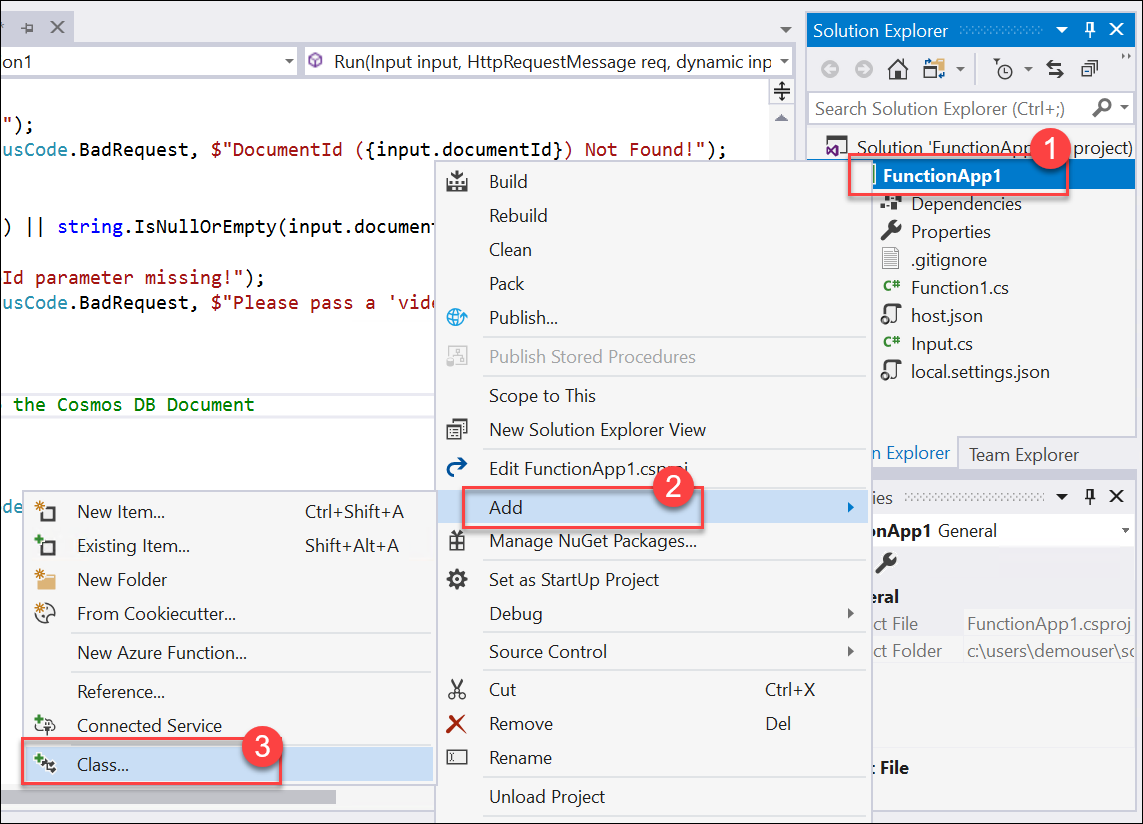 on1
Run(Input input, HttpRequestMessage req, dynamic inp
");
usCode.BadRequest, $"DocumentId ({input.documentId}) Not Found!");
) || string.IsNullOrEmpty(input.document
Id parameter missing!");
usCode.BadRequest, $"Please pass a 'vide
the Cosmos DB Document
de
Solution Explorer
Search Solution Explorer (Ctrl+;)
Solution 'FunctionApp project)
1
FunctionApp1
Dependencies
Properties
.gitignore
C# Function1.cs
host.json
C# Input.cs
local.settings.json
n Explorer
Team Explorer
ies
onApp1 General
eral
ct File FunctionApp1.csproj
ct Folder c:\users\demouser\so
: File
Build
Rebuild
Clean
Pack
Publish...
Publish Stored Procedures
Scope to This
New Solution Explorer View
Edit FunctionApp1.csproj
2
Add
Manage NuGet Packages...
Set as StartUp Project
Debug
Source Control
Cut Ctrl+X
Remove Del
Rename
Unload Project
New Item... Ctrl+Shift+A
Existing Item... Shift+Alt+A
New Folder
From Cookiecutter...
New Azure Function...
Reference...
Connected Service
3
Class...